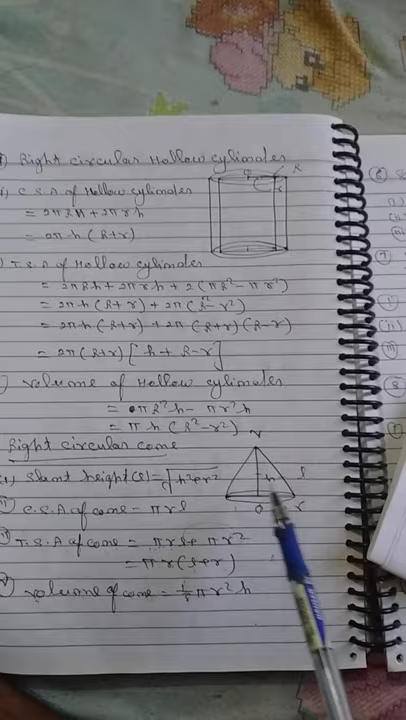 Right circular Hollow cylinder
C.S.A of Hollow cylinder
= 2πRh + 2πrh
= 2πh (R+r)
R
r
T.S.A of Hollow cylinder
= 2πRh + 2πrh + 2(πR²-πr²)
= 2πh (R+r) + 2π(R²-r²)
= 2πh (R+r) + 2π (R+r) (R-r)
= 2π(R+r) [h + R-r]
volume of Hollow cylinder
= πR²h - πr²h
= πh (R²-r²)
Right circular cone
(i) Slant height(l) = √h²+r²
C.S.A of cone = πrl
T.S.A of cone = πrl + πr²
= πr (l+r)
volume of cone = 1/3 πr²h
V
h
l
O
r
(i)
(ii)
(iii)